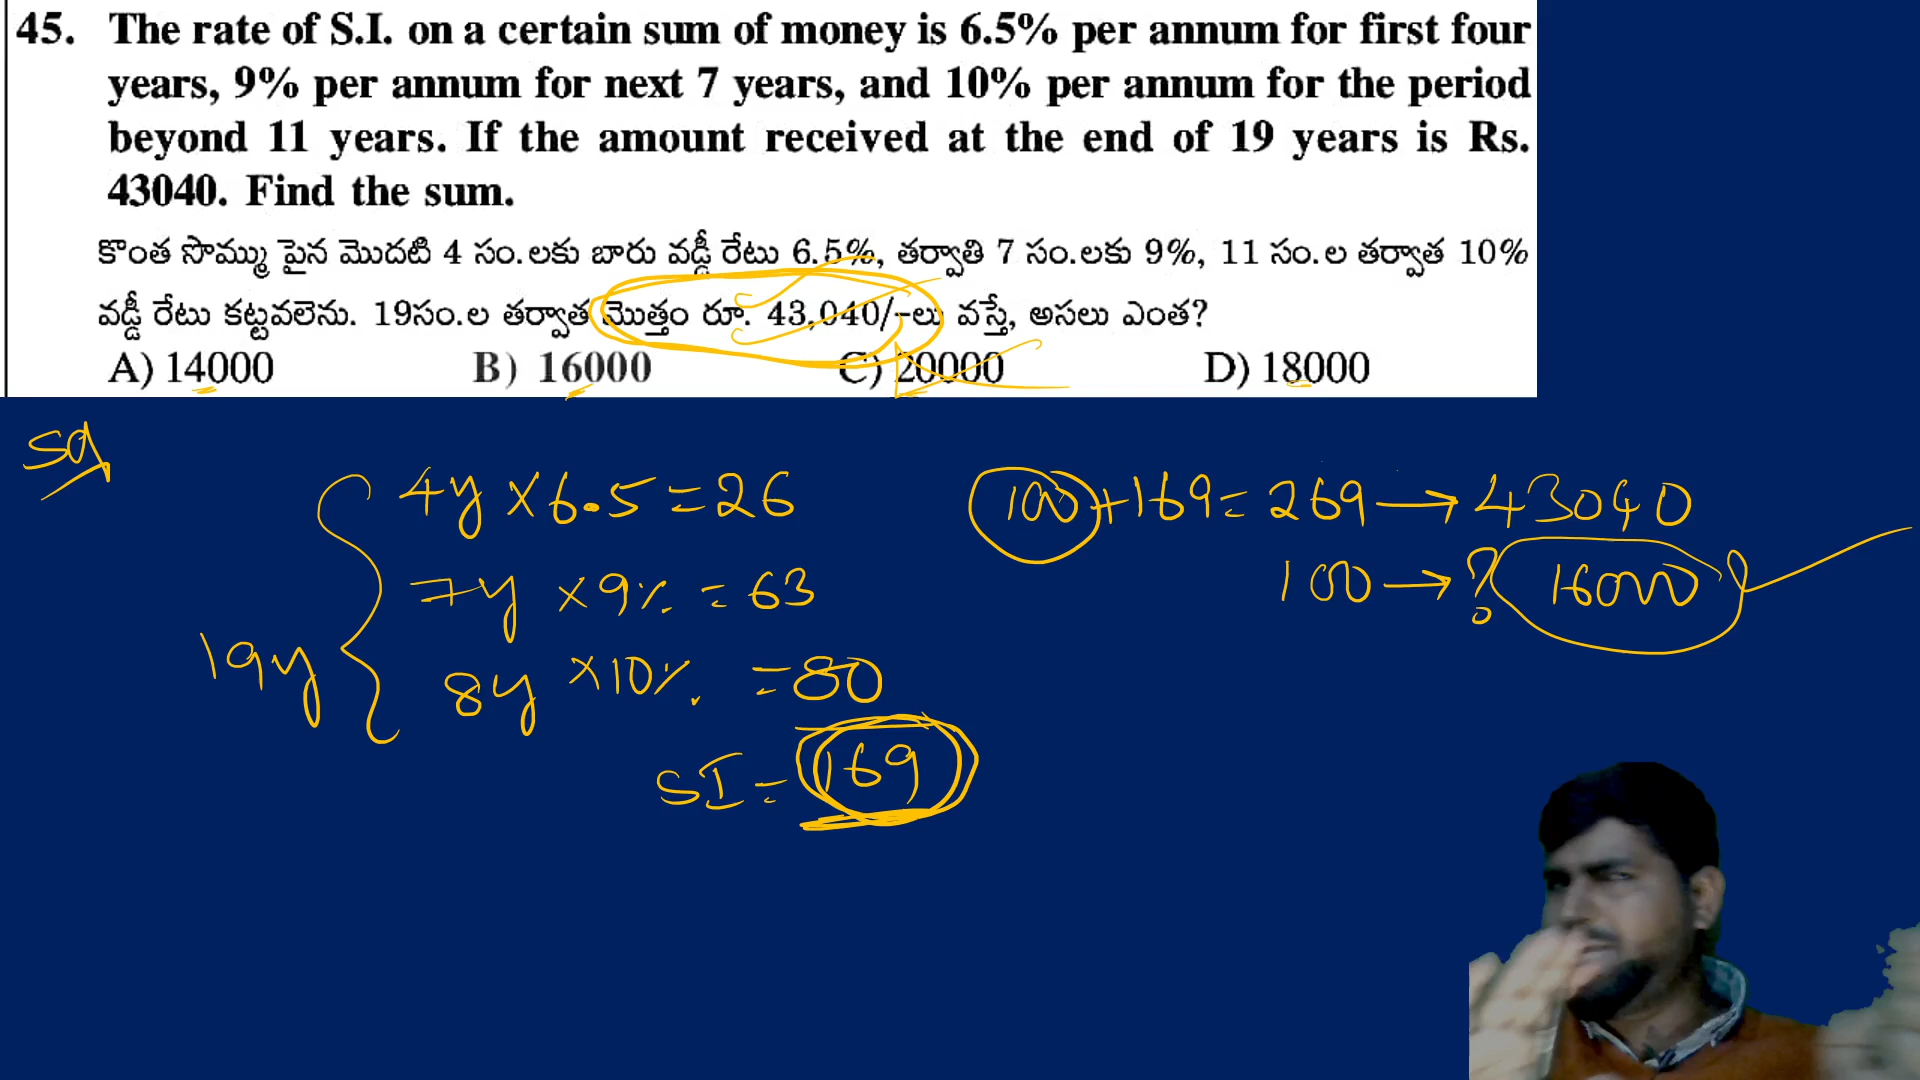 45. The rate of S.I. on a certain sum of money is 6.5% per annum for first four
years, 9% per annum for next 7 years, and 10% per annum for the period
beyond 11 years. If the amount received at the end of 19 years is Rs.
43040. Find the sum.
కొంత సొమ్ము పైన మొదటి 4 సం.లకు బారు వడ్డీ రేటు 6.5%, తర్వాతి 7 సం.లకు 9%, 11 సం.ల తర్వాత 10%
వడ్డీ రేటు కట్టవలెను. 19సం.ల తర్వాత మొత్తం రూ. 43,040/-లు వస్తే, అసలు ఎంత?
A) 14000 B) 16000 C) 20000 D) 18000
Sol
4y × 6.5 = 26
7y × 9% = 63
19y
8y × 10% = 80
SI = 169
100 + 169 = 269 → 43040
100 → ? 16000